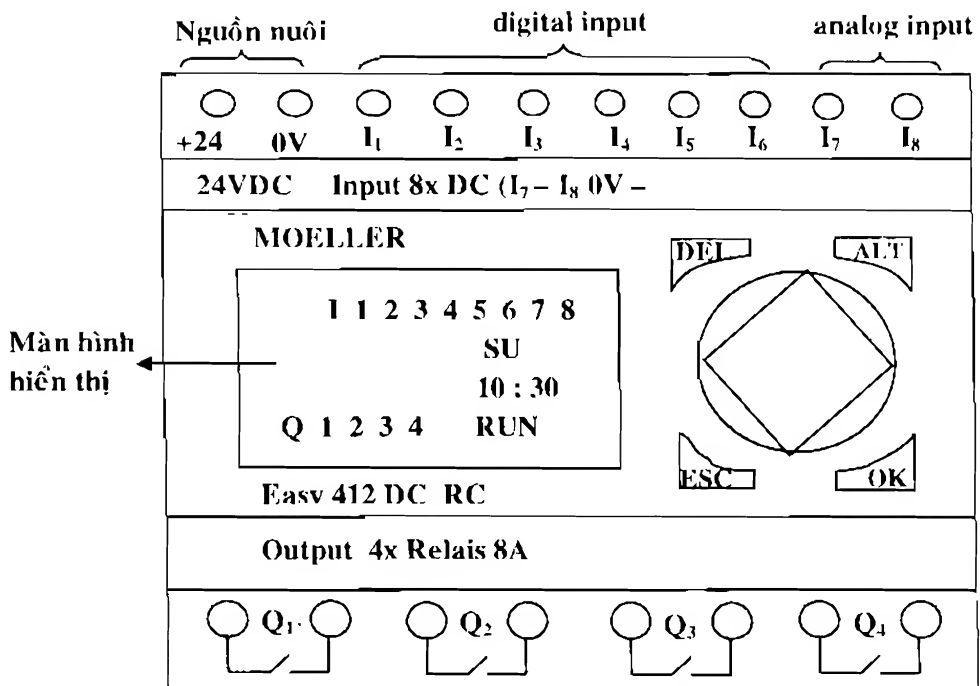 Nguồn nuôi digital input analog input
+24 0V I₁ I₂ I₃ I₄ I₅ I₆ I₇ I₈
24VDC Input 8x DC (I₇ – I₈ 0V –
MOELLER
DEL ALT
I 1 2 3 4 5 6 7 8
SU
10 : 30
Q 1 2 3 4 RUN
Màn hình
hiển thị
ESC OK
Easy 412 DC RC
Output 4x Relais 8A
Q₁ Q₂ Q₃ Q₄